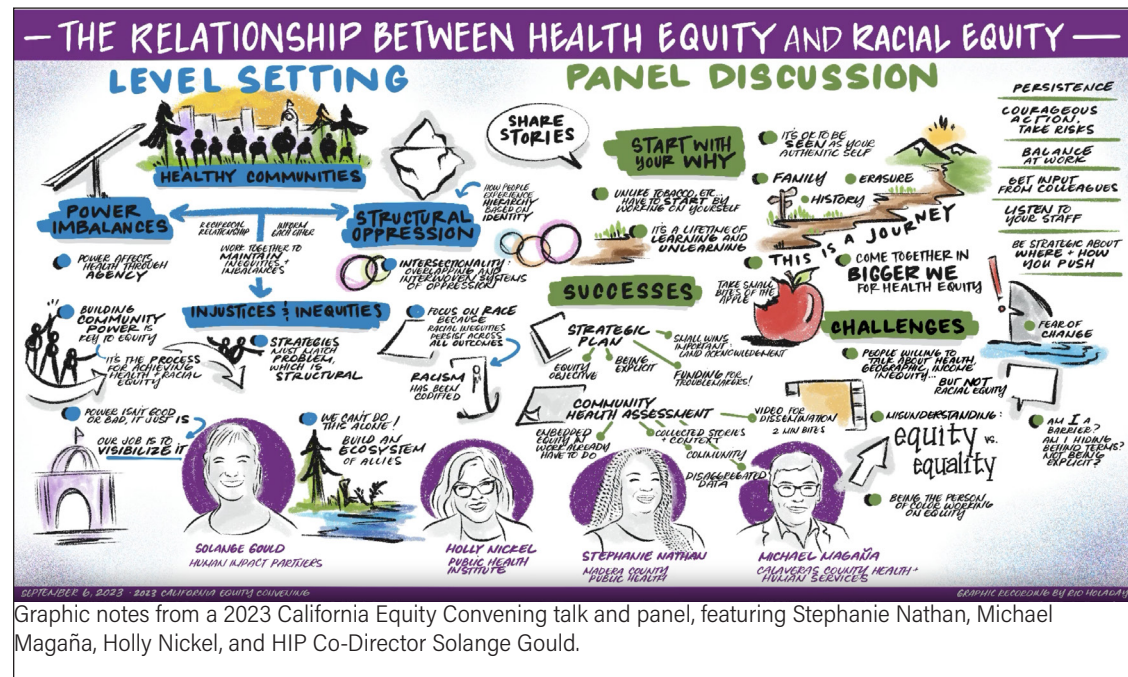 — THE RELATIONSHIP BETWEEN HEALTH EQUITY AND RACIAL EQUITY —
LEVEL SETTING
HEALTHY COMMUNITIES
POWER
IMBALANCES
RECIPROCAL
RELATIONSHIP
INFORM
EACH OTHER
WORK TOGETHER TO
MAINTAIN
INEQUITIES +
IMBALANCES
HOW PEOPLE
EXPERIENCE
HIERARCHY
BASED ON
IDENTITY
STRUCTURAL
OPPRESSION
POWER AFFECTS
HEALTH THROUGH
AGENCY
INTERSECTIONALITY:
OVERLAPPING AND
INTERWOVEN SYSTEMS
OF OPPRESSION
INJUSTICES & INEQUITIES
BUILDING
COMMUNITY
POWER IS
KEY TO EQUITY
IT'S THE PROCESS
FOR ACHIEVING
HEALTH + RACIAL
EQUITY
STRATEGIES
MUST MATCH
PROBLEM,
WHICH IS
STRUCTURAL
FOCUS ON RACE
BECAUSE
RACIAL INEQUITIES
PERSIST ACROSS
ALL OUTCOMES
RACISM
HAS BEEN
CODIFIED
POWER ISN'T GOOD
OR BAD, IT JUST IS
OUR JOB IS TO
VISIBILIZE IT
WE CAN'T DO
THIS ALONE!
BUILD AN
ECOSYSTEM
OF ALLIES
PANEL DISCUSSION
SHARE
STORIES
START WITH
YOUR WHY
UNLIKE TOBACCO, ETC...
HAVE TO START BY
WORKING ON YOURSELF
IT'S A LIFETIME OF
LEARNING AND
UNLEARNING
IT'S OK TO BE
SEEN AS YOUR
AUTHENTIC SELF
FAMILY
ERASURE
HISTORY
THIS IS A JOURNEY
COME TOGETHER IN
BIGGER WE
FOR HEALTH EQUITY
SUCCESSES
TAKE SMALL
BITES OF THE
APPLE
STRATEGIC
PLAN
EQUITY
OBJECTIVE
BEING
EXPLICIT
SMALL WINS
IMPORTANT:
LAND ACKNOWLEDGMENT
FUNDING FOR
TROUBLEMAKERS!
COMMUNITY
HEALTH ASSESSMENT
EMBEDDED
EQUITY IN
WORK ALREADY
HAVE TO DO
COLLECTED STORIES
+ CONTEXT
COMMUNITY
DISAGGREGATED
DATA
VIDEO FOR
DISSEMINATION
2 MIN BITES
CHALLENGES
PEOPLE WILLING TO
TALK ABOUT HEALTH,
GEOGRAPHIC, INCOME
INEQUITY...
BUT NOT
RACIAL EQUITY
MISUNDERSTANDING:
equity vs.
equality
BEING THE PERSON
OF COLOR WORKING
ON EQUITY
FEAR OF
CHANGE
AM I A
BARRIER?
AM I HIDING
BEHIND TERMS?
NOT BEING
EXPLICIT?
PERSISTENCE
COURAGEOUS
ACTION.
TAKE RISKS
BALANCE
AT WORK
GET INPUT
FROM COLLEAGUES
LISTEN TO
YOUR STAFF
BE STRATEGIC ABOUT
WHERE + HOW
YOU PUSH
SOLANGE GOULD
HUMAN IMPACT PARTNERS
HOLLY NICKEL
PUBLIC HEALTH
INSTITUTE
STEPHANIE NATHAN
MADERA COUNTY
PUBLIC HEALTH
MICHAEL MAGAÑA
CALAVERAS COUNTY HEALTH +
HUMAN SERVICES
SEPTEMBER 6, 2023 · 2023 CALIFORNIA EQUITY CONVENING
GRAPHIC RECORDING BY RIO HOLADAY
Graphic notes from a 2023 California Equity Convening talk and panel, featuring Stephanie Nathan, Michael
Magaña, Holly Nickel, and HIP Co-Director Solange Gould.